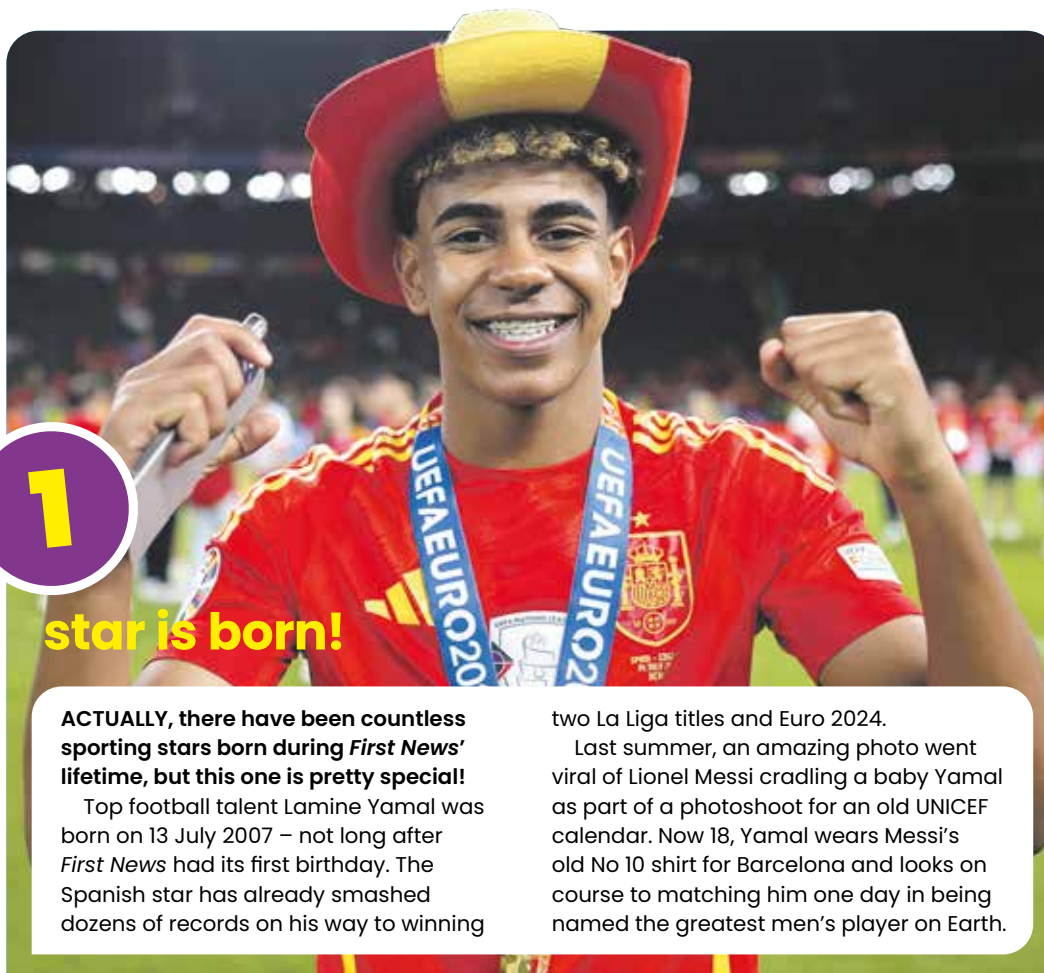 UEFAEURO20
UEFAEURO2
1
star is born!
ACTUALLY, there have been countless
sporting stars born during First News’
lifetime, but this one is pretty special!
Top football talent Lamine Yamal was
born on 13 July 2007 – not long after
First News had its first birthday. The
Spanish star has already smashed
dozens of records on his way to winning
two La Liga titles and Euro 2024.
Last summer, an amazing photo went
viral of Lionel Messi cradling a baby Yamal
as part of a photoshoot for an old UNICEF
calendar. Now 18, Yamal wears Messi’s
old No 10 shirt for Barcelona and looks on
course to matching him one day in being
named the greatest men’s player on Earth.